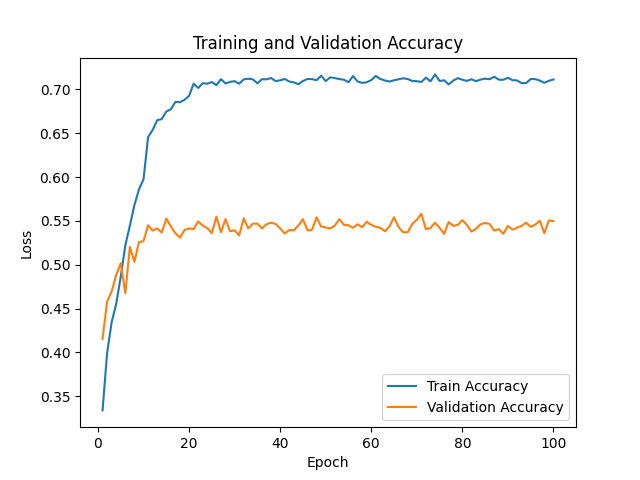 Training and Validation Accuracy
Loss
0.70
0.65
0.60
0.55
0.50
0.45
0.40
0.35
Train Accuracy
Validation Accuracy
0
20
40
60
80
100
Epoch